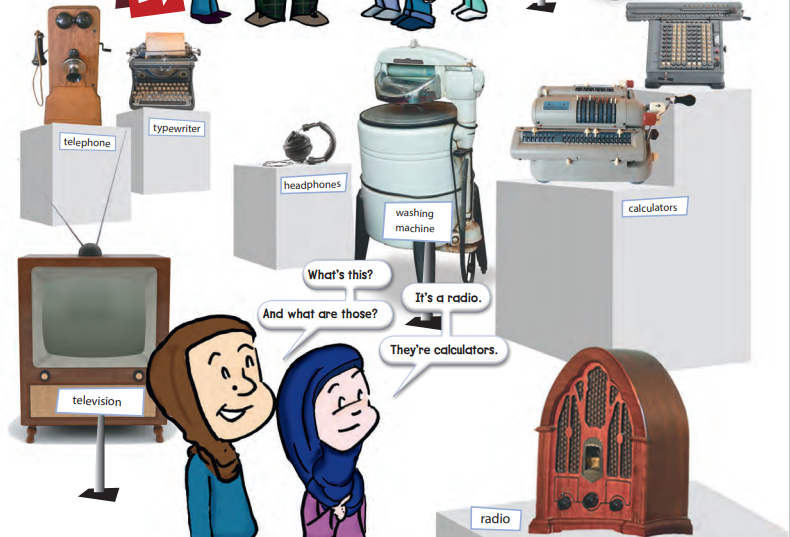 telephone
typewriter
headphones
washing
machine
calculators
What's this?
And what are those?
It's a radio.
They're calculators.
television
radio